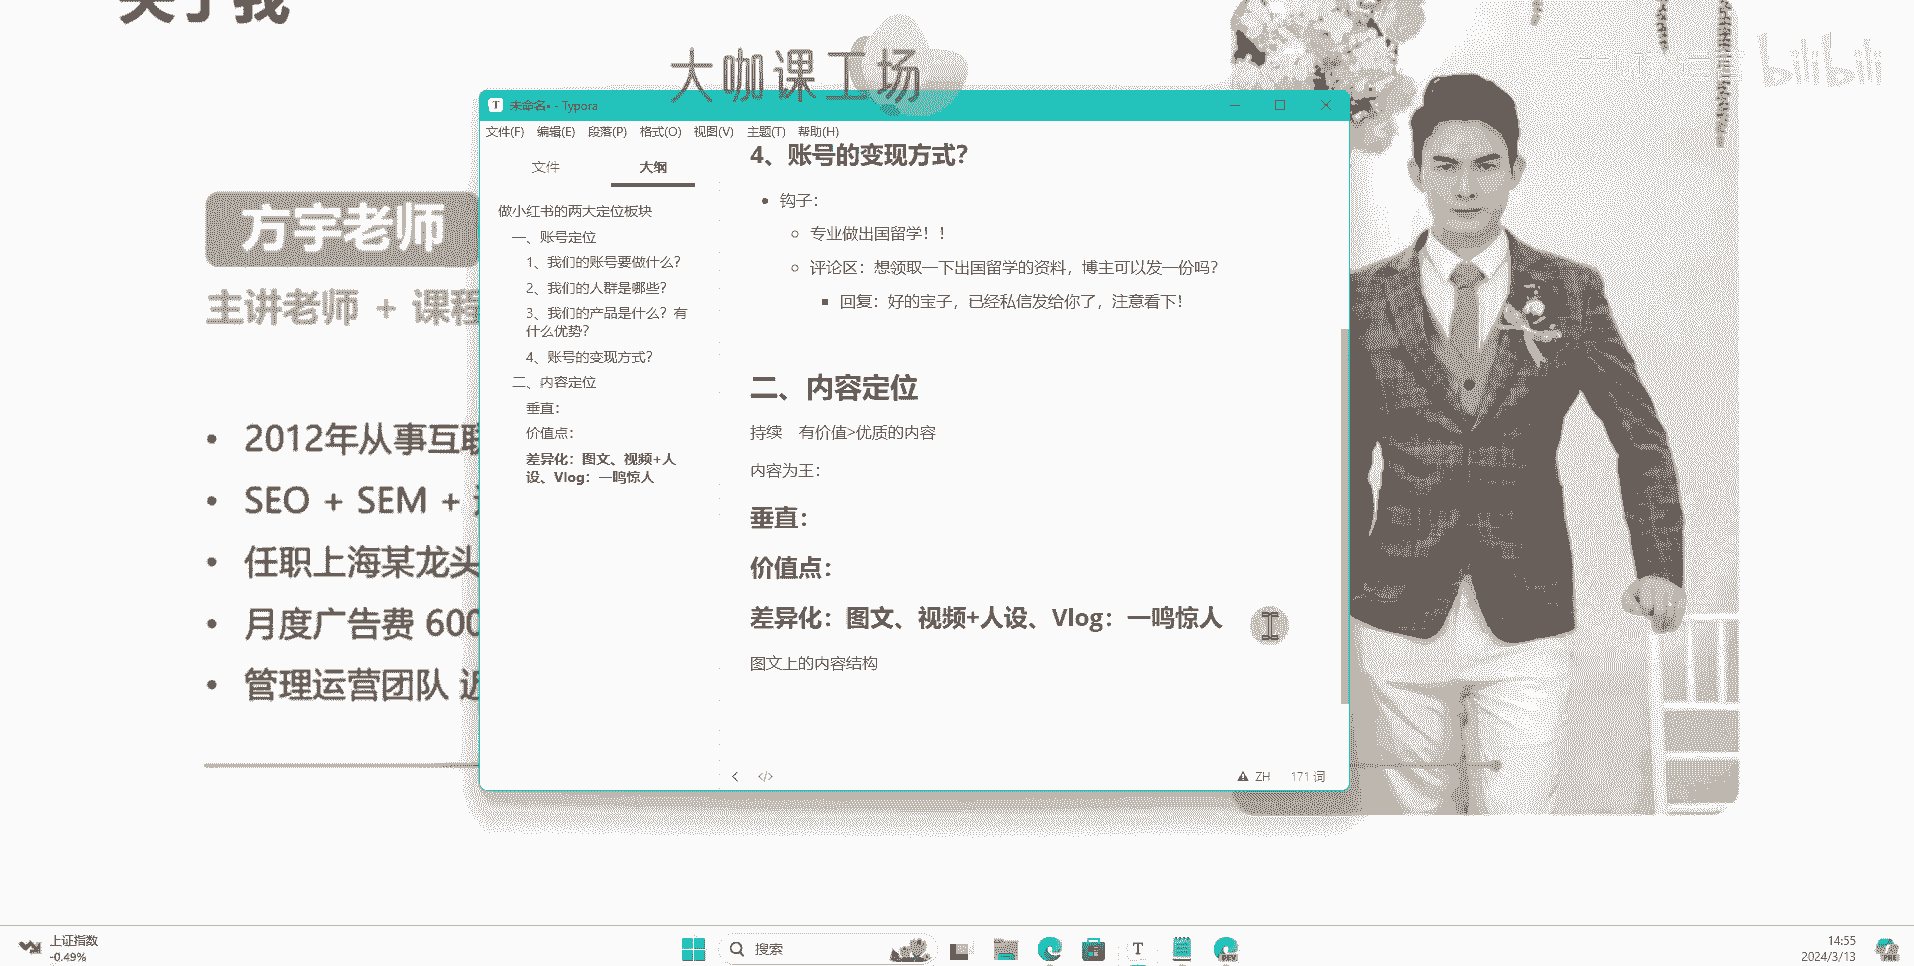 关于我
大咖课工场
bilibili
未命名• - Typora
文件(F) 编辑(E) 段落(P) 格式(O) 视图(V) 主题(T) 帮助(H)
文件 大纲
做小红书的两大定位板块
一、账号定位
1、我们的账号要做什么？
2、我们的人群是哪些？
3、我们的产品是什么？有
什么优势？
4、账号的变现方式？
二、内容定位
垂直：
价值点：
差异化：图文、视频+人
设、Vlog：一鸣惊人
4、账号的变现方式？
钩子：
专业做出国留学！！
评论区：想领取一下出国留学的资料，博主可以发一份吗？
回复：好的宝子，已经私信发给你了，注意看下！
二、内容定位
持续 有价值>优质的内容
内容为王：
垂直：
价值点：
差异化：图文、视频+人设、Vlog：一鸣惊人
图文上的内容结构
ZH 171 词
方宇老师
主讲老师 + 课程
2012年从事互联
SEO + SEM +
任职上海某龙头
月度广告费 600
管理运营团队 近
上证指数
-0.49%
搜索
14:55
2024/3/13